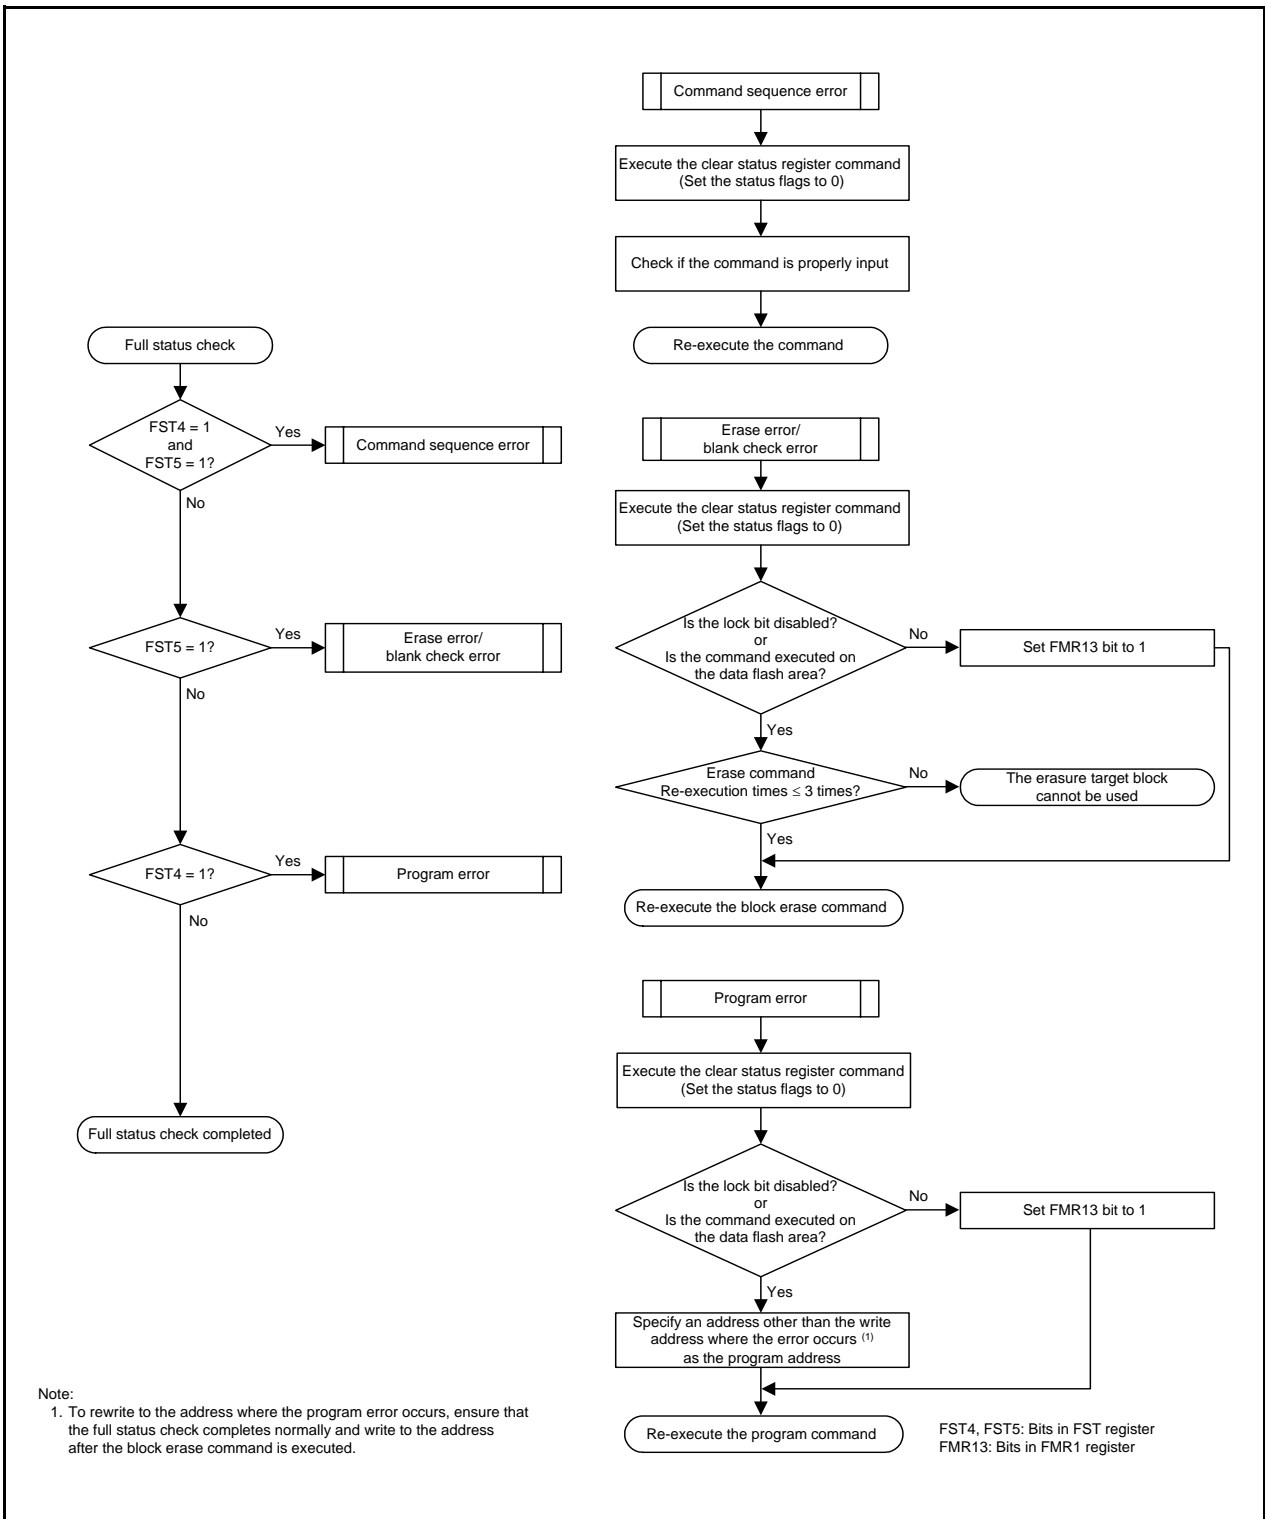 Command sequence error
Execute the clear status register command
(Set the status flags to 0)
Check if the command is properly input
Re-execute the command
Full status check
FST4 = 1
and
FST5 = 1?
Yes
Command sequence error
No
FST5 = 1?
Yes
Erase error/
blank check error
No
FST4 = 1?
Yes
Program error
No
Full status check completed
Erase error/
blank check error
Execute the clear status register command
(Set the status flags to 0)
Is the lock bit disabled?
or
Is the command executed on
the data flash area?
No
Set FMR13 bit to 1
Yes
Erase command
Re-execution times ≤ 3 times?
No
The erasure target block
cannot be used
Yes
Re-execute the block erase command
Program error
Execute the clear status register command
(Set the status flags to 0)
Is the lock bit disabled?
or
Is the command executed on
the data flash area?
No
Set FMR13 bit to 1
Yes
Specify an address other than the write
address where the error occurs (1)
as the program address
Re-execute the program command
Note:
1. To rewrite to the address where the program error occurs, ensure that
the full status check completes normally and write to the address
after the block erase command is executed.
FST4, FST5: Bits in FST register
FMR13: Bits in FMR1 register